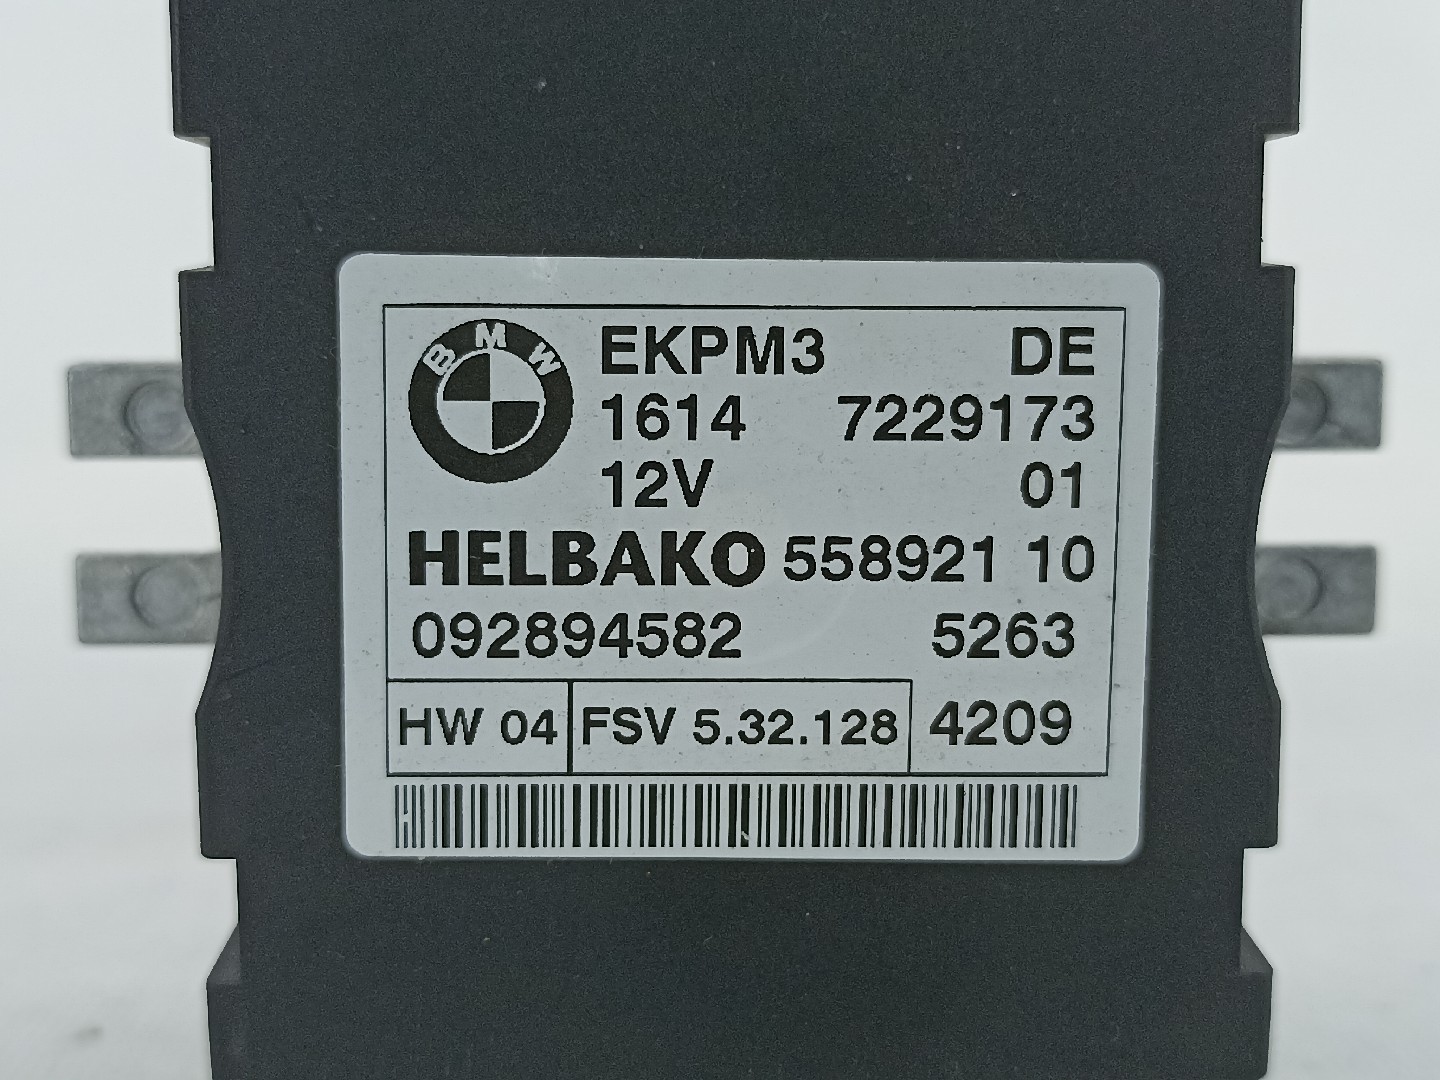 BMW
EKPM3 DE
1614 7229173
12V 01
HELBAKO 558921 10
092894582 5263
HW 04 FSV 5.32.128 4209